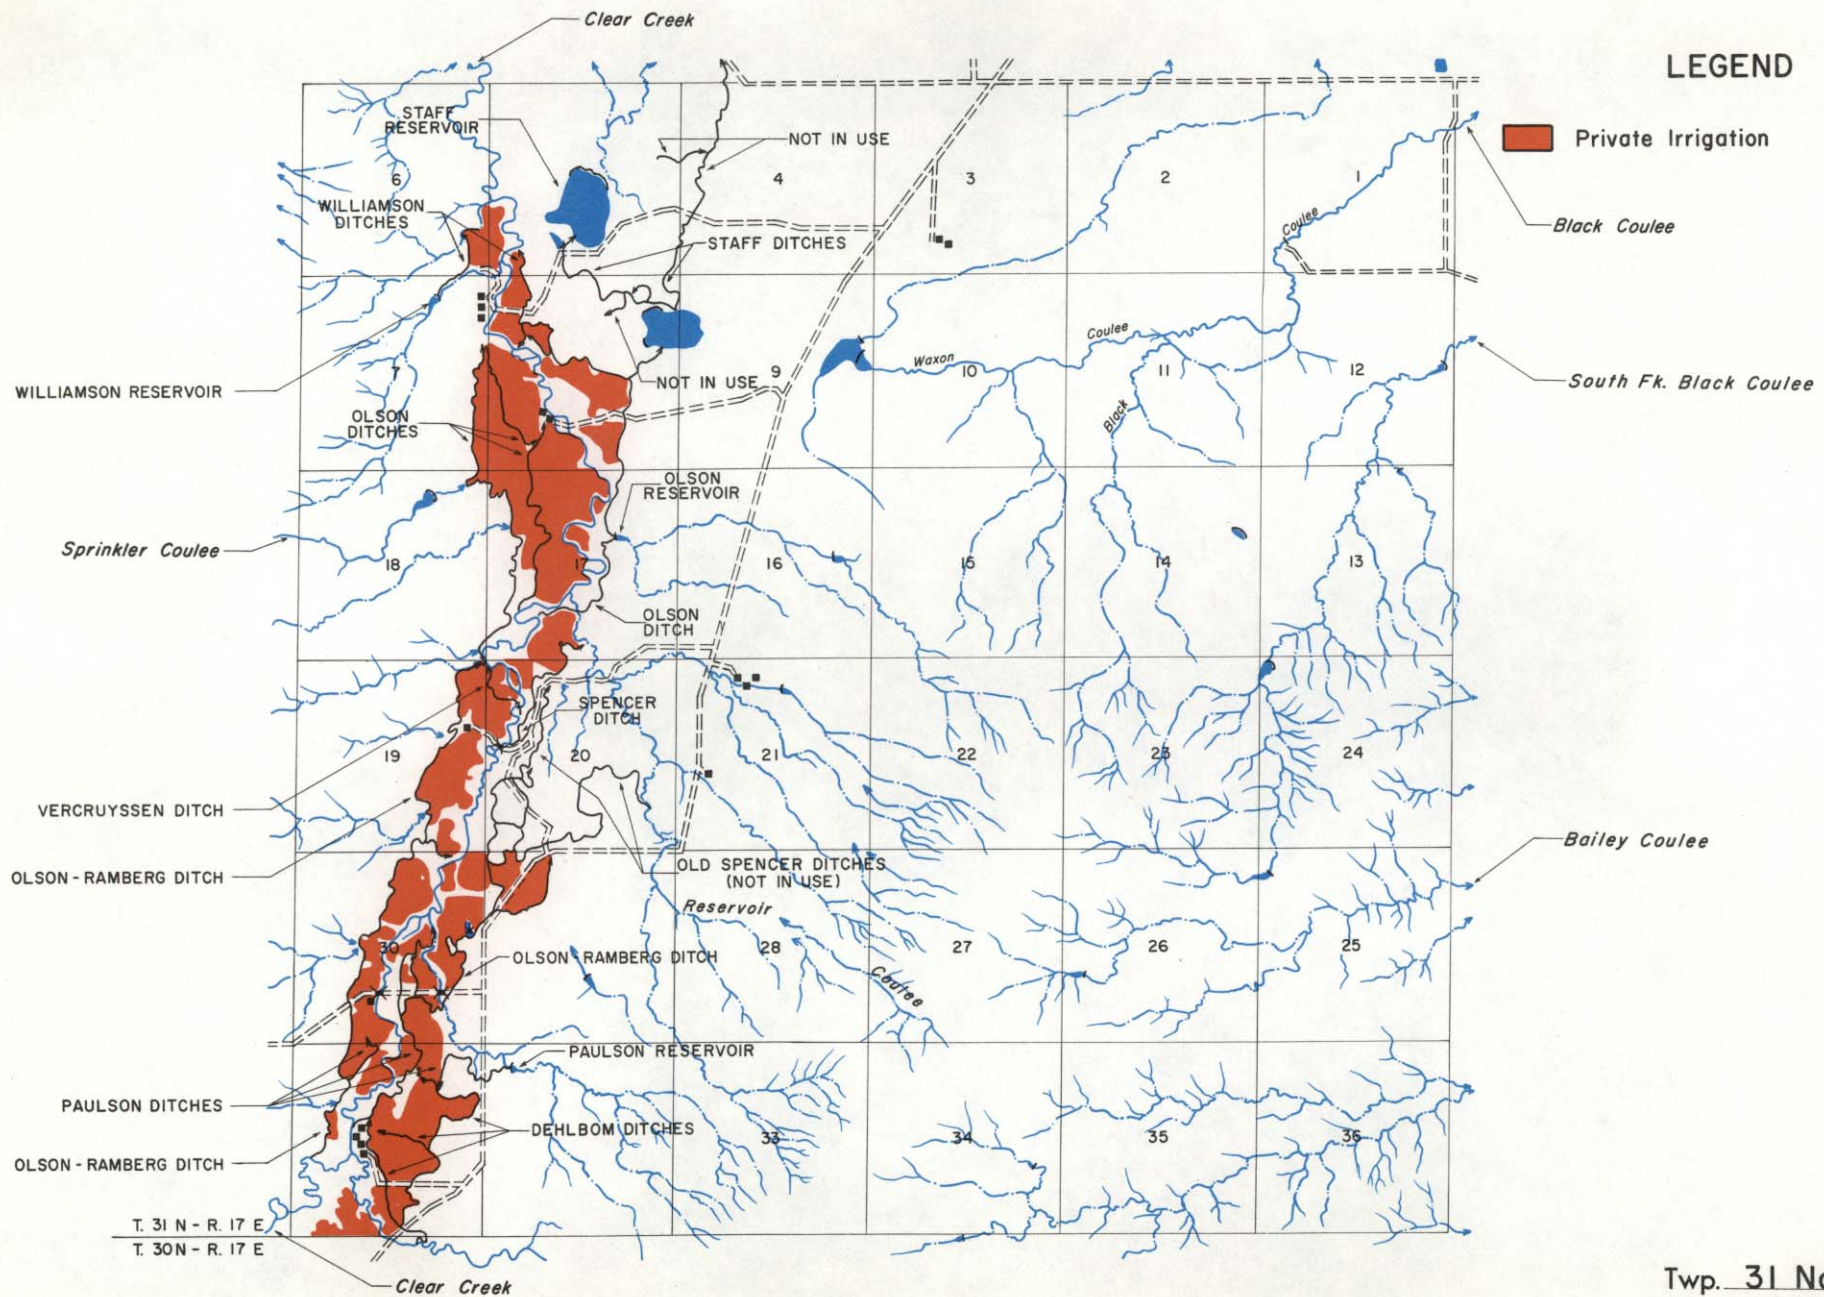 Clear Creek
LEGEND
Private Irrigation
STAFF
RESERVOIR
NOT IN USE
6
4
3
2
1
WILLIAMSON
DITCHES
STAFF DITCHES
Coulee
Black Coulee
WILLIAMSON RESERVOIR
7
NOT IN USE
9
Waxon
10
Coulee
11
12
South Fk. Black Coulee
OLSON
DITCHES
Black
OLSON
RESERVOIR
Sprinkler Coulee
18
17
16
15
14
13
OLSON
DITCH
SPENCER
DITCH
19
20
21
22
23
24
VERCRUYSSEN DITCH
OLSON-RAMBERG DITCH
OLD SPENCER DITCHES
(NOT IN USE)
Bailey Coulee
Reservoir
30
OLSON-RAMBERG DITCH
28
27
26
25
Coulee
PAULSON RESERVOIR
PAULSON DITCHES
DEHLBOM DITCHES
33
34
35
36
OLSON-RAMBERG DITCH
T. 31 N - R. 17 E
T. 30N - R. 17 E
Clear Creek
Twp. 31 No